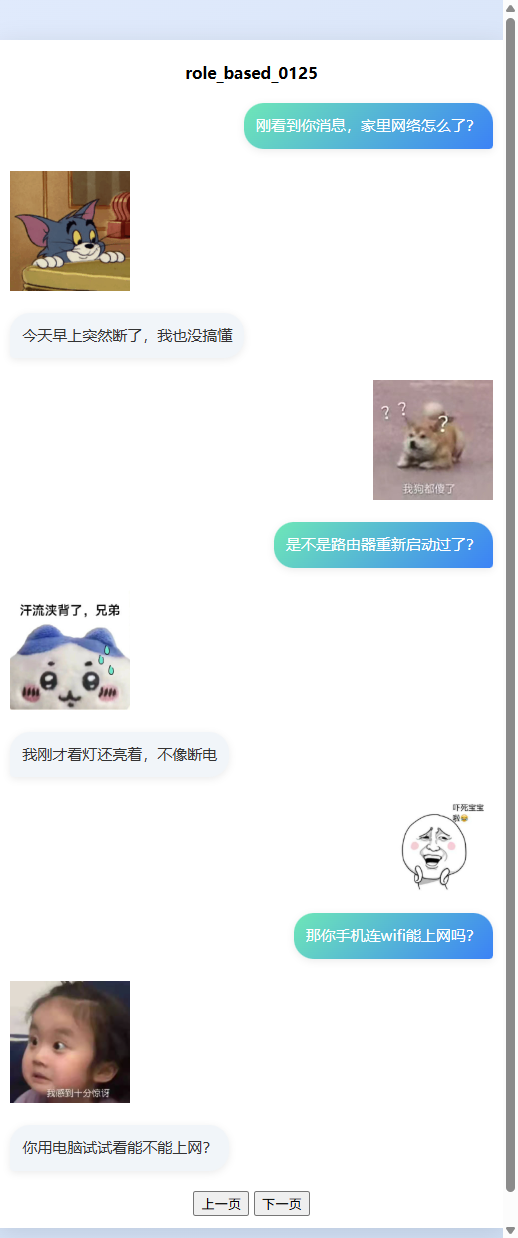 role_based_0125
刚看到你消息，家里网络怎么了？
今天早上突然断了，我也没搞懂
？ ？ ？
我狗都傻了
是不是路由器重新启动过了？
汗流浃背了，兄弟
我刚才看灯还亮着，不像断电
吓死宝宝
啦😂
那你手机连wifi能上网吗？
我感到十分惊讶
你用电脑试试看能不能上网？
上一页 下一页